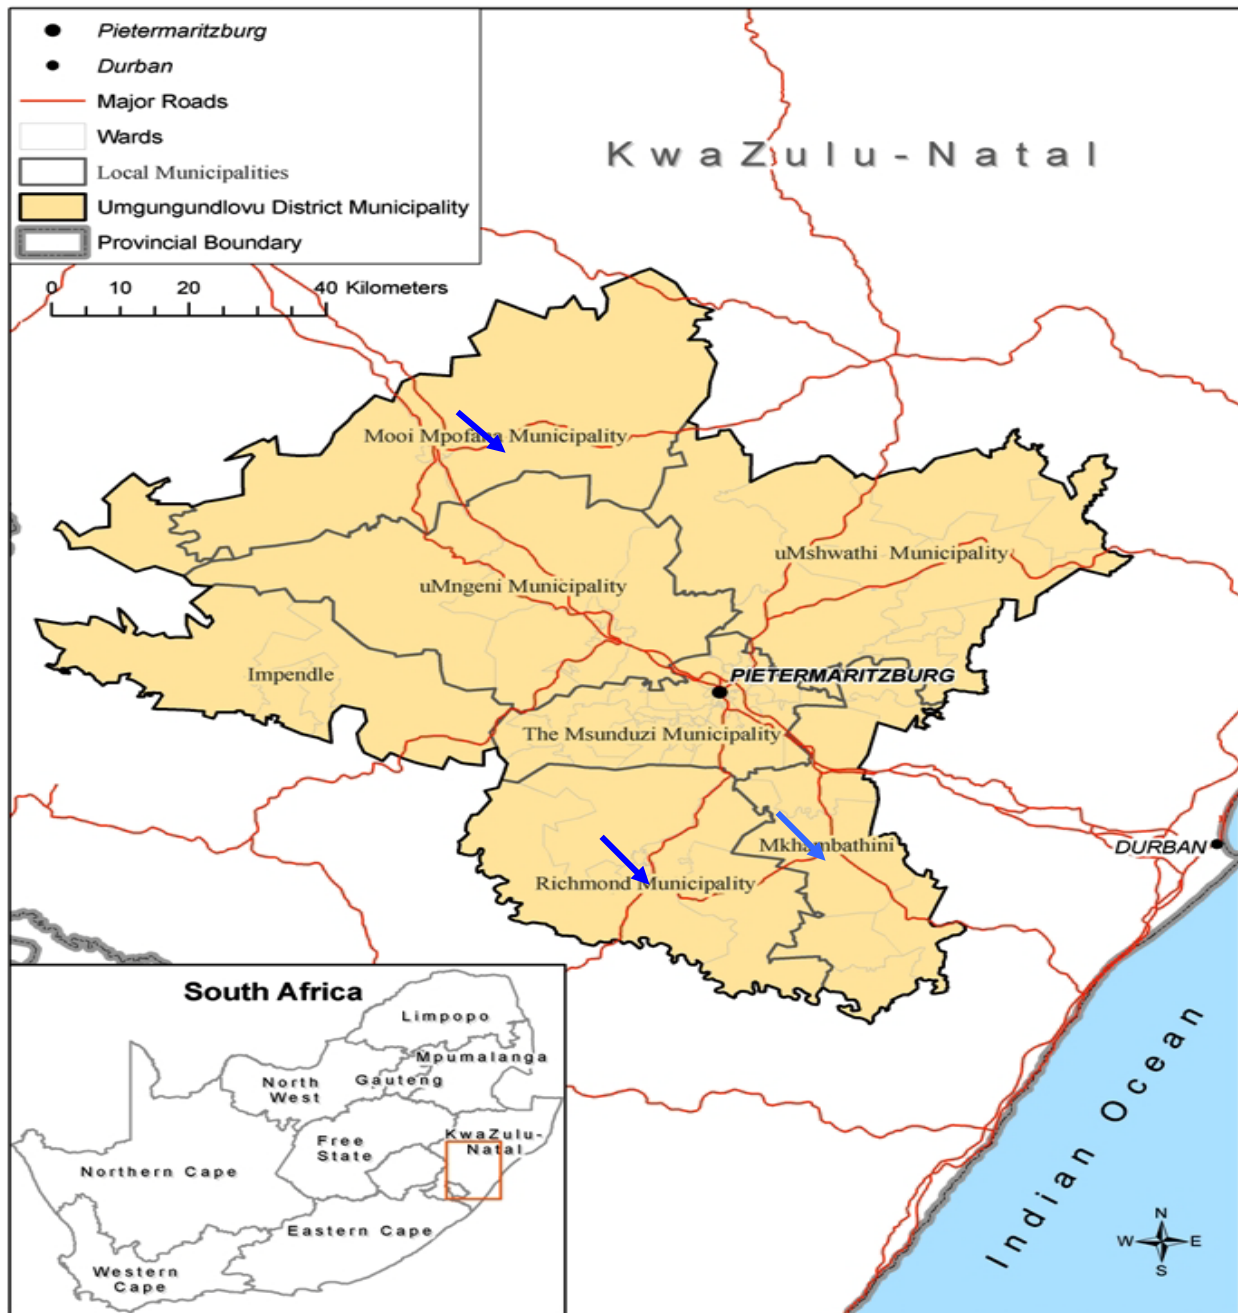 Pietermaritzburg
Durban
Major Roads
Wards
Local Municipalities
Umgungundlovu District Municipality
Provincial Boundary
0 10 20 40 Kilometers
KwaZulu-Natal
Mooi Mpofana Municipality
uMshwathi Municipality
uMngeni Municipality
Impendle
PIETERMARITZBURG
The Msunduzi Municipality
Mkhambathini
DURBAN
Richmond Municipality
South Africa
Limpopo
Mpumalanga
Gauteng
North
West
KwaZulu-
Natal
Free
State
Northern Cape
Eastern Cape
Western
Cape
Indian Ocean
N
W E
S